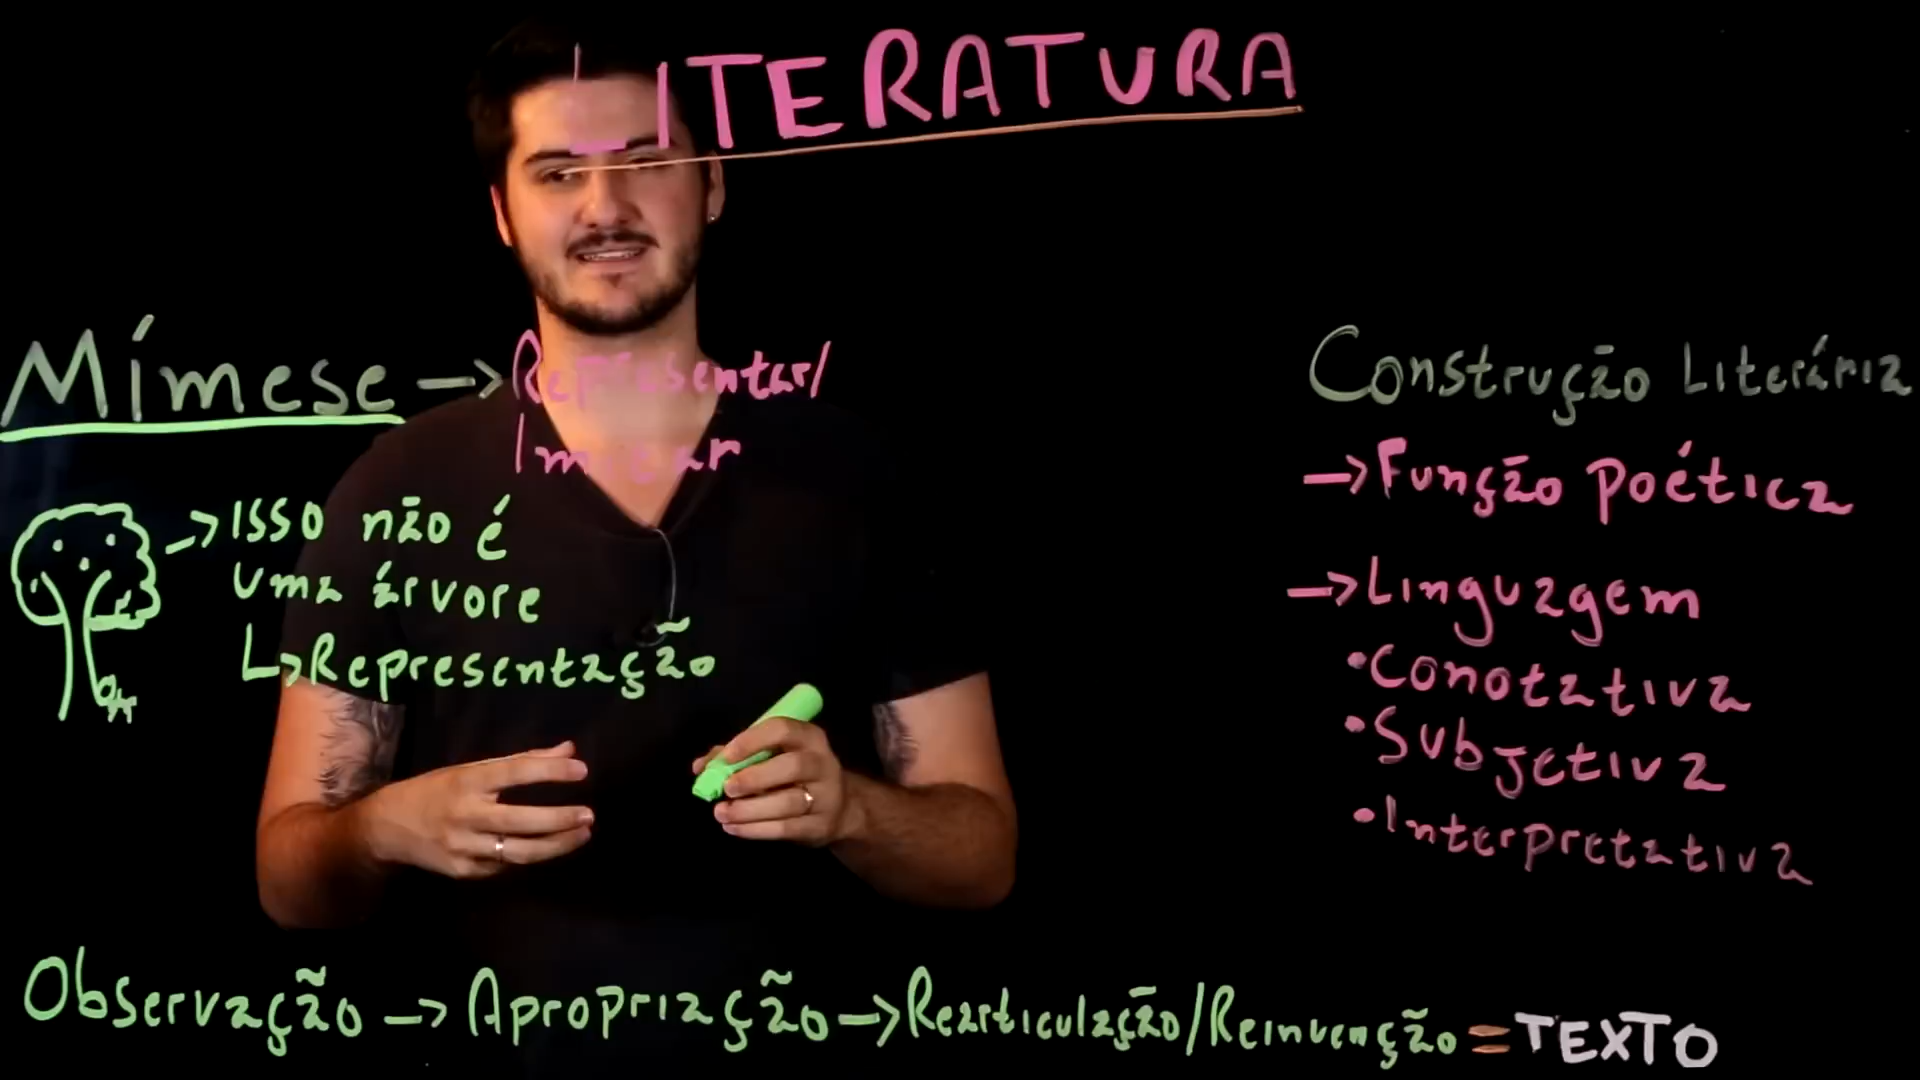 LITERATURA
Mímese → Representar/
Imitar
→ Isso não é
uma árvore
↳ Representação
Construção Literária
→ Função poética
→ Linguagem
• Conotativa
• Subjetiva
• Interpretativa
Observação → Apropriação → Rearticulação/Reinvenção = TEXTO